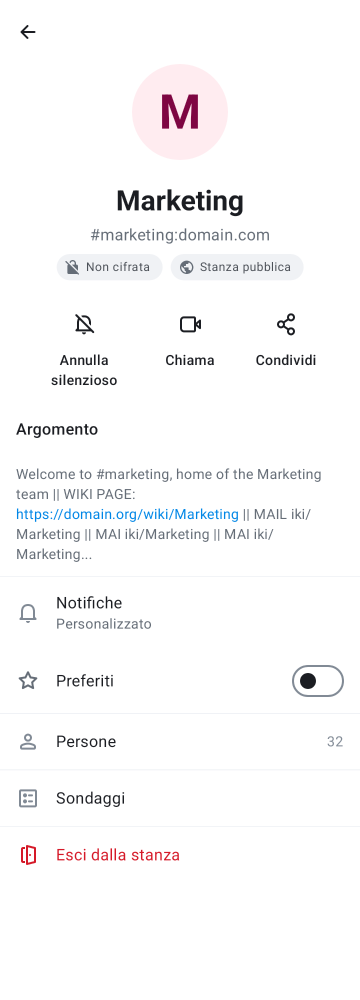 M
Marketing
#marketing:domain.com
Non cifrata
Stanza pubblica
Annulla
silenzioso
Chiama
Condividi
Argomento
Welcome to #marketing, home of the Marketing
team || WIKI PAGE:
https://domain.org/wiki/Marketing || MAIL iki/
Marketing || MAI iki/Marketing || MAI iki/
Marketing...
Notifiche
Personalizzato
Preferiti
Persone 32
Sondaggi
Esci dalla stanza